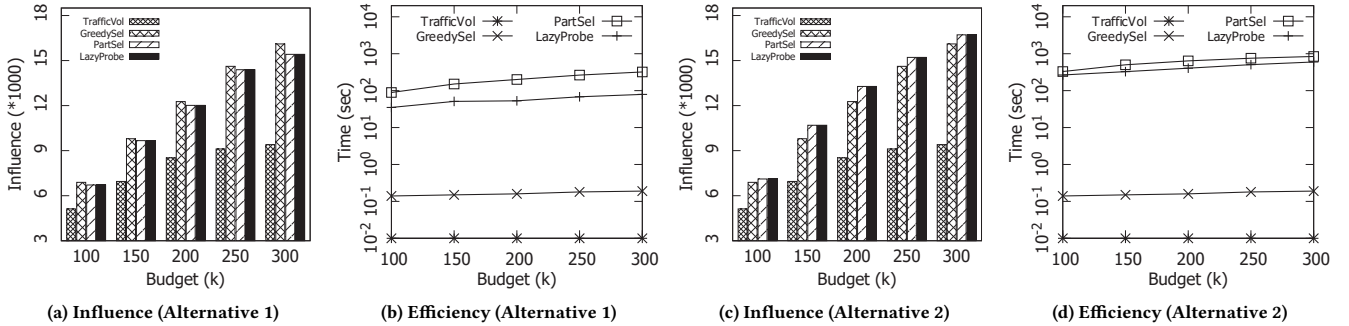 18
15
12
9
6
3
Influence (*1000)
TrafficVol
GreedySel
PartSel
LazyProbe
100 150 200 250 300
Budget (k)
(a) Influence (Alternative 1)
10^4
10^3
10^2
10^1
10^0
10^-1
10^-2
Time (sec)
TrafficVol
GreedySel
PartSel
LazyProbe
100 150 200 250 300
Budget (k)
(b) Efficiency (Alternative 1)
18
15
12
9
6
3
Influence (*1000)
TrafficVol
GreedySel
PartSel
LazyProbe
100 150 200 250 300
Budget (k)
(c) Influence (Alternative 2)
10^4
10^3
10^2
10^1
10^0
10^-1
10^-2
Time (sec)
TrafficVol
GreedySel
PartSel
LazyProbe
100 150 200 250 300
Budget (k)
(d) Efficiency (Alternative 2)